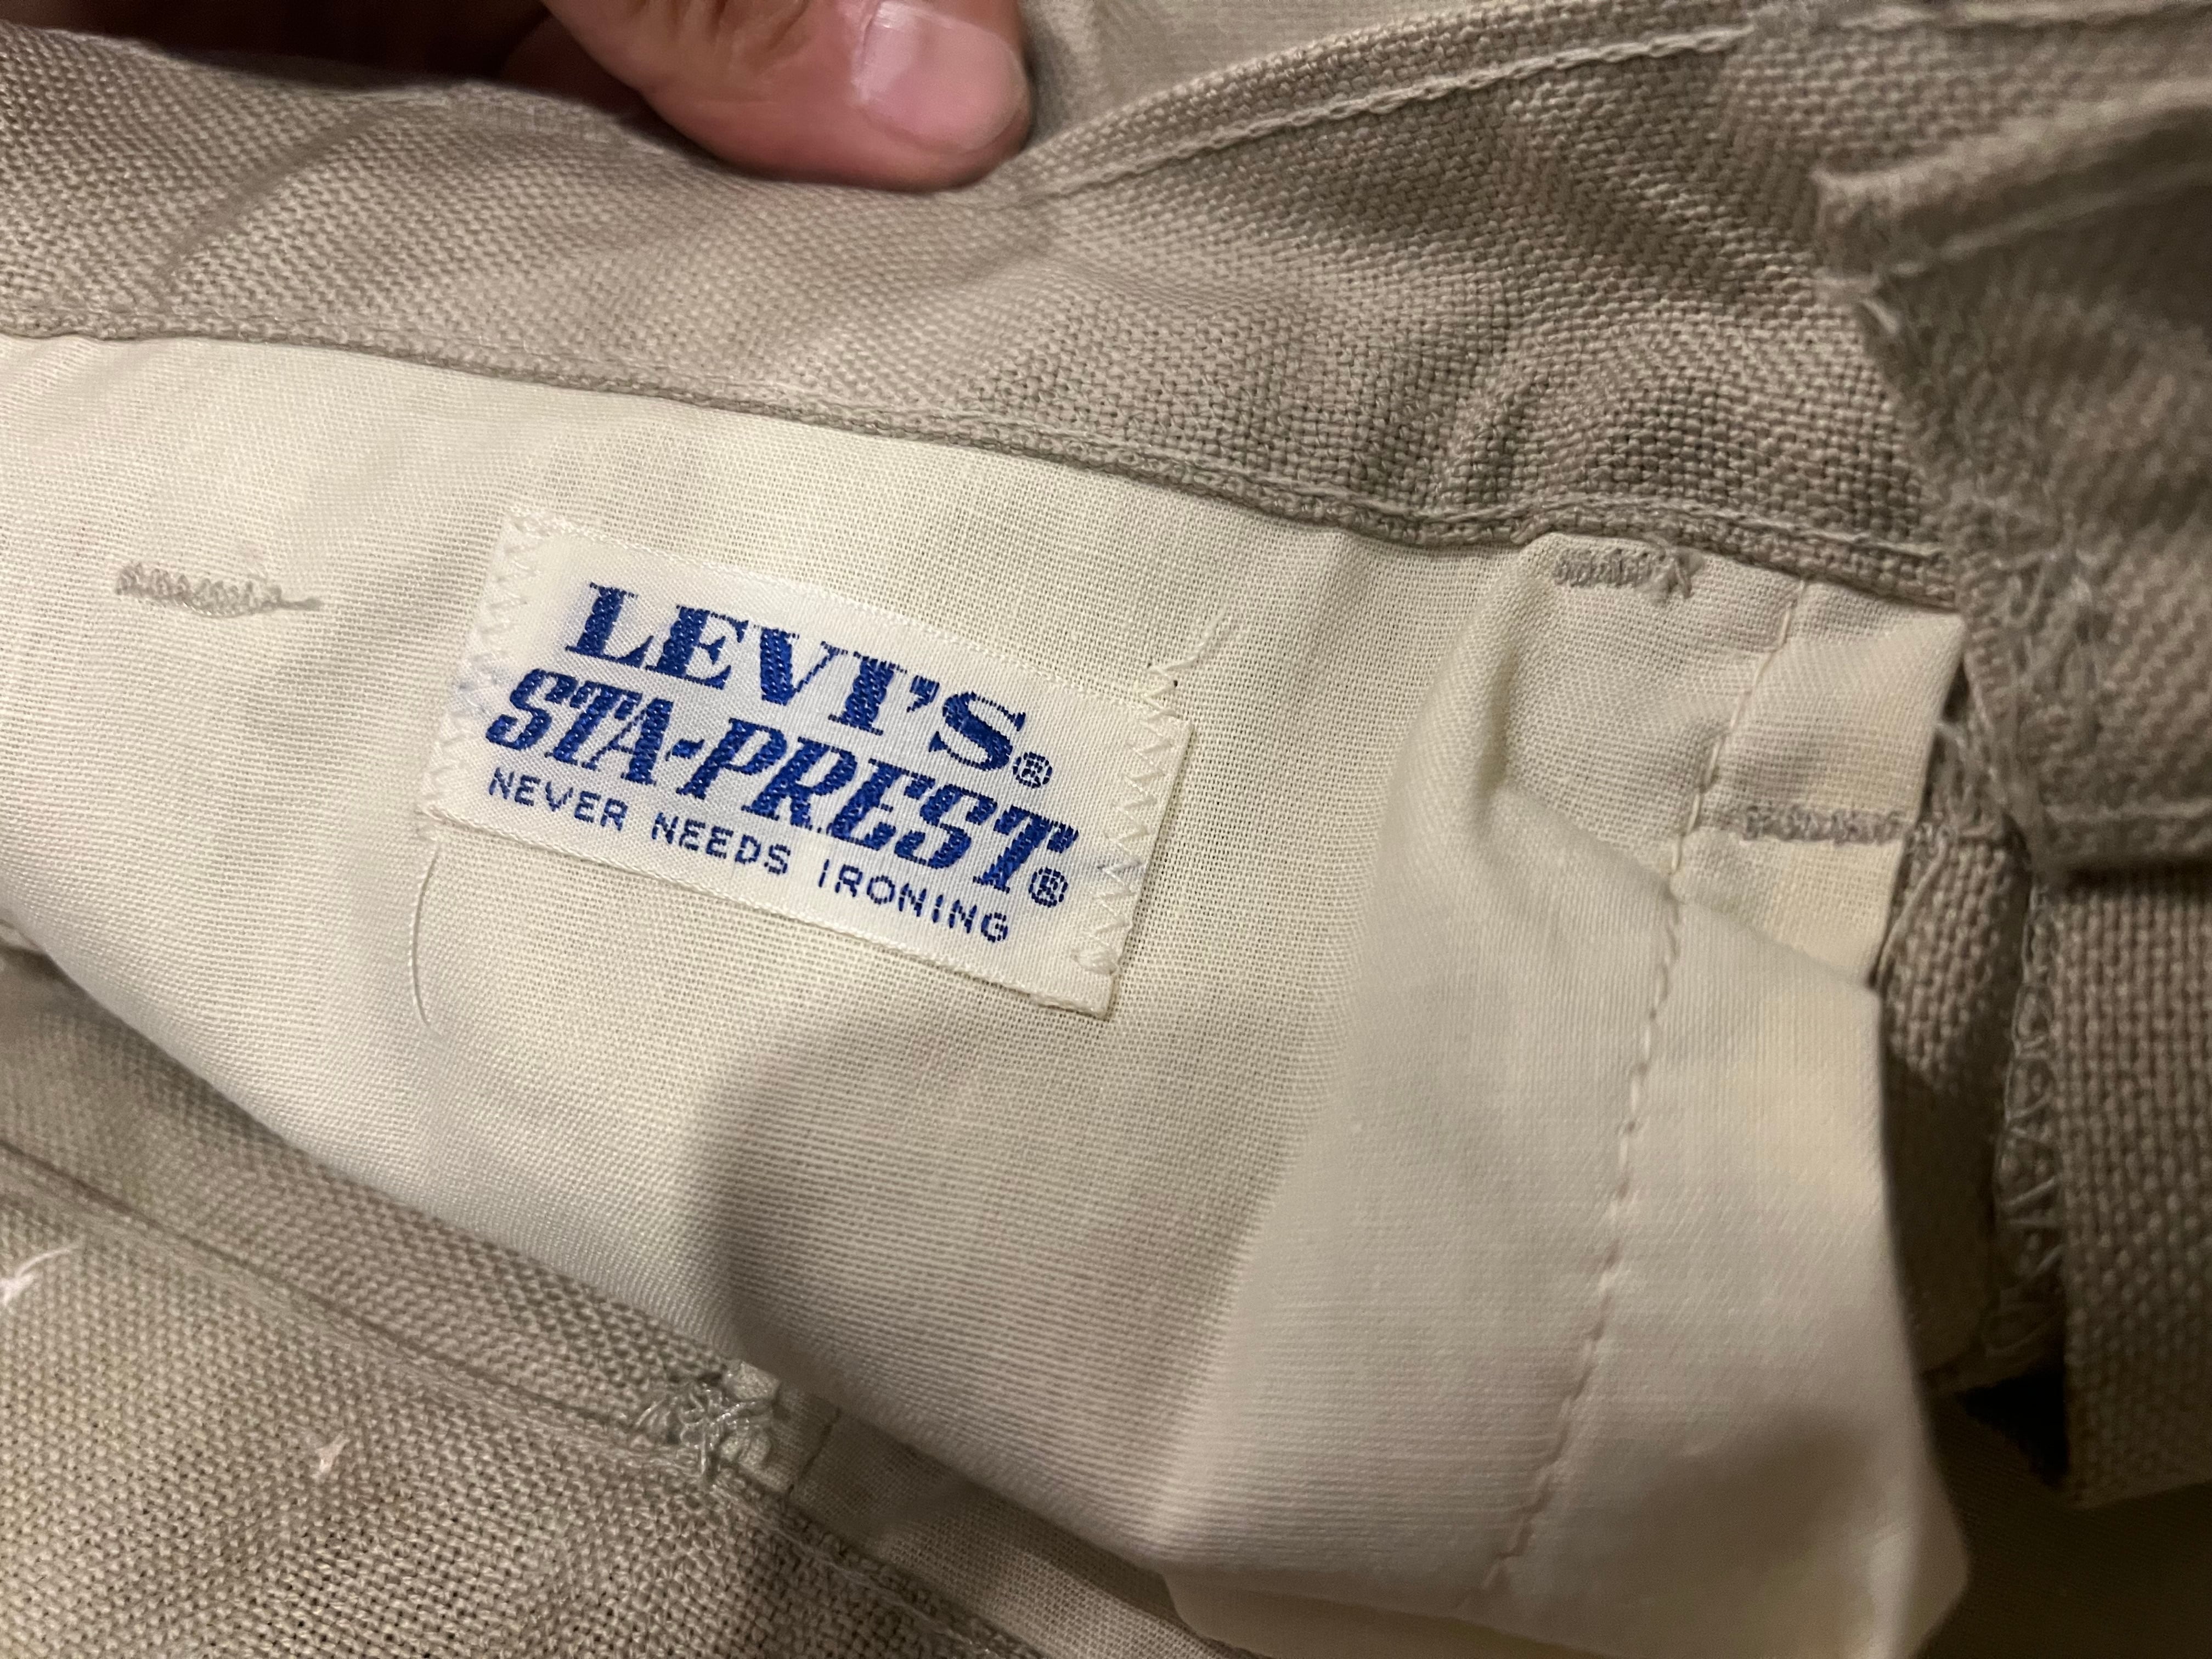 LEVI'S®
STA-PREST®
NEVER NEEDS IRONING